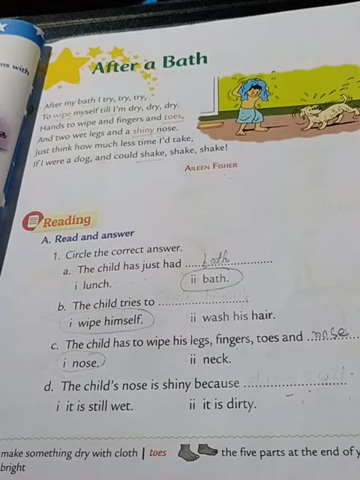 ns with
After a Bath
After my bath I try, try, try,
To wipe myself till I'm dry, dry, dry.
Hands to wipe and fingers and toes,
And two wet legs and a shiny nose.
Just think how much less time I'd take,
If I were a dog, and could shake, shake, shake!
AILEEN FISHER
Reading
A. Read and answer
1. Circle the correct answer.
a. The child has just had bath
i lunch. ii bath.
b. The child tries to
i wipe himself. ii wash his hair.
c. The child has to wipe his legs, fingers, toes and nose
i nose. ii neck.
d. The child's nose is shiny because
i it is still wet. ii it is dirty.
make something dry with cloth | toes the five parts at the end of y
bright